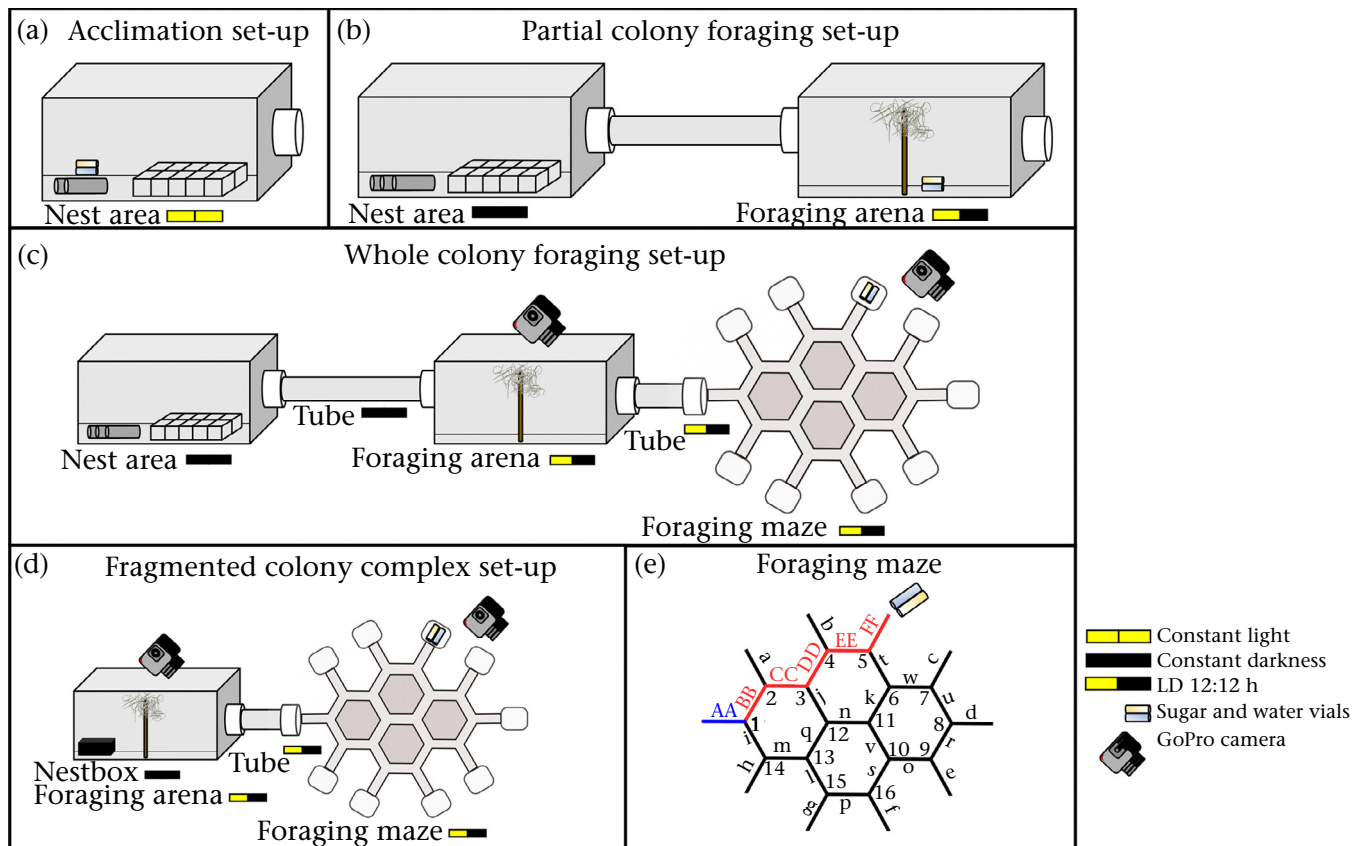 (a) Acclimation set-up
Nest area
(b) Partial colony foraging set-up
Nest area
Foraging arena
(c) Whole colony foraging set-up
Nest area
Tube
Foraging arena
Tube
Foraging maze
(d) Fragmented colony complex set-up
Nestbox
Foraging arena
Tube
Foraging maze
(e) Foraging maze
b EE FF
a DD 4 5 t c
BB CC w
AA 2 3 j k 6 7 u
1 n 11 8 d
i q 12
m v 10 9 r
h 14 13 l s o e
15 16
g p f
Constant light
Constant darkness
LD 12:12 h
Sugar and water vials
GoPro camera